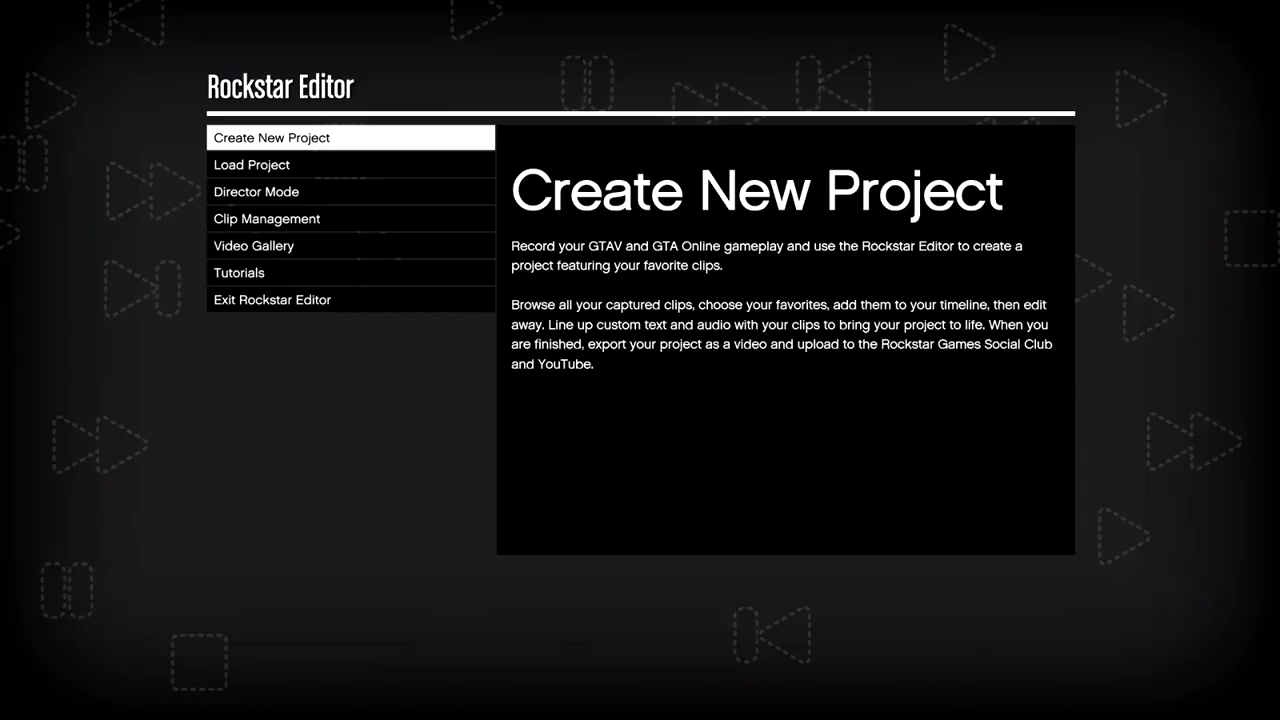 Rockstar Editor
Create New Project
Load Project
Director Mode
Clip Management
Video Gallery
Tutorials
Exit Rockstar Editor
Create New Project
Record your GTAV and GTA Online gameplay and use the Rockstar Editor to create a
project featuring your favorite clips.
Browse all your captured clips, choose your favorites, add them to your timeline, then edit
away. Line up custom text and audio with your clips to bring your project to life. When you
are finished, export your project as a video and upload to the Rockstar Games Social Club
and YouTube.